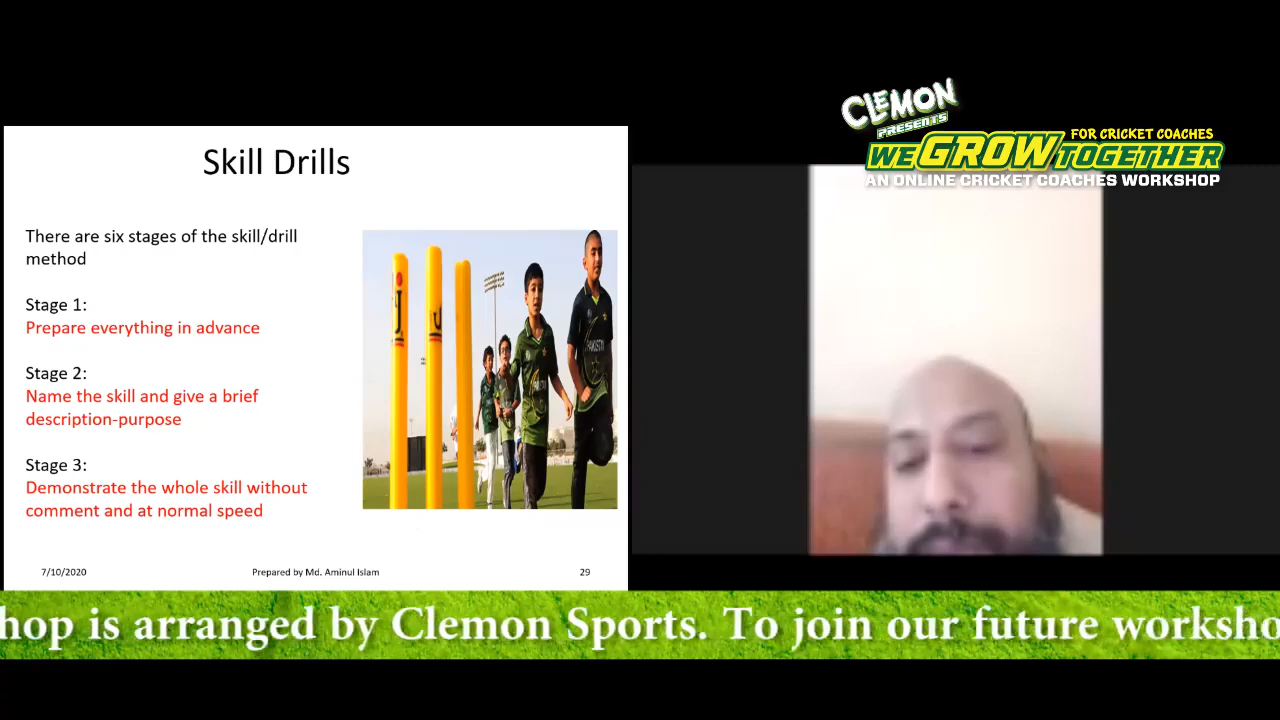 Skill Drills
There are six stages of the skill/drill
method
Stage 1:
Prepare everything in advance
Stage 2:
Name the skill and give a brief
description-purpose
Stage 3:
Demonstrate the whole skill without
comment and at normal speed
7/10/2020
Prepared by Md. Aminul Islam
29
CLEMON
PRESENTS
FOR CRICKET COACHES
WE GROW TOGETHER
AN ONLINE CRICKET COACHES WORKSHOP
PAKISTAN
hop is arranged by Clemon Sports. To join our future worksho